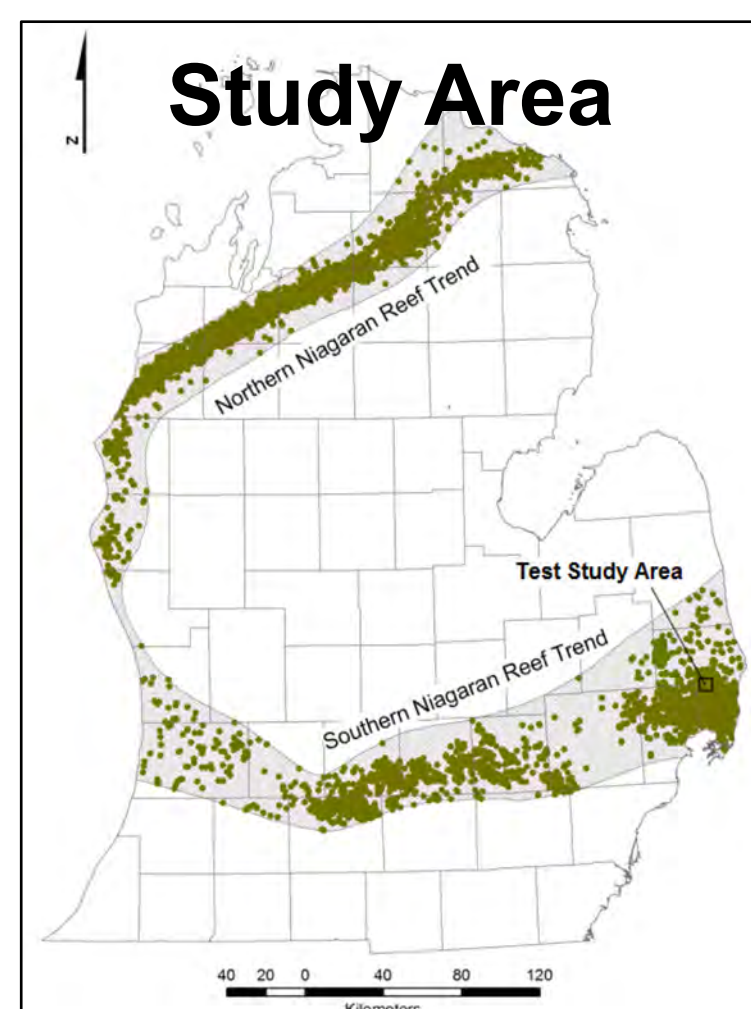 Study Area
N
Northern Niagaran Reef Trend
Test Study Area
Southern Niagaran Reef Trend
40 20 0 40 80 120
Kilometers